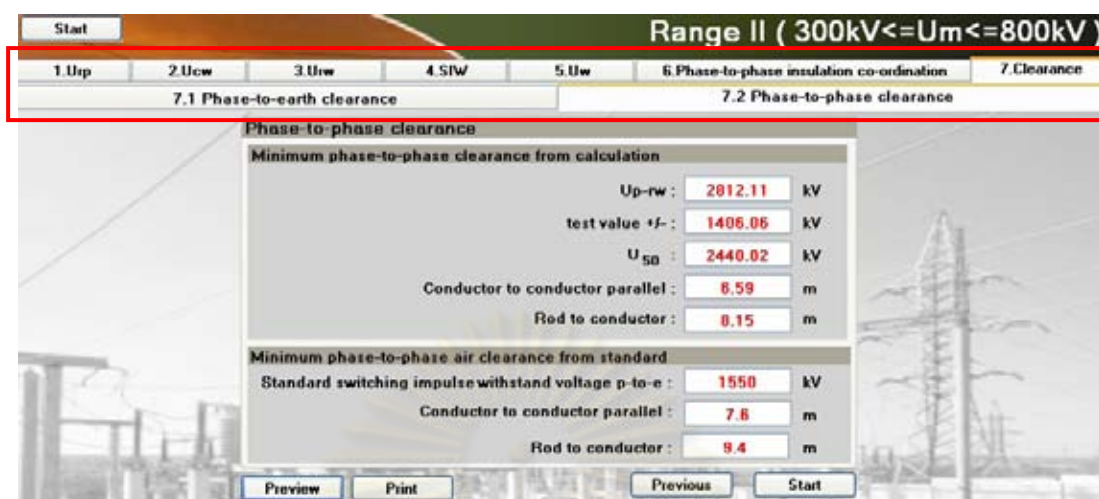 Start
Range II ( 300kV<=Um<=800kV )
1.Urp 2.Ucw 3.Urw 4.SIW 5.Uw 6.Phase-to-phase insulation co-ordination 7.Clearance
7.1 Phase-to-earth clearance 7.2 Phase-to-phase clearance
Phase-to-phase clearance
Minimum phase-to-phase clearance from calculation
Up-rw : 2812.11 kV
test value +/- : 1406.06 kV
U50 : 2440.02 kV
Conductor to conductor parallel : 6.59 m
Rod to conductor : 8.15 m
Minimum phase-to-phase air clearance from standard
Standard switching impulse withstand voltage p-to-e : 1550 kV
Conductor to conductor parallel : 7.6 m
Rod to conductor : 9.4 m
Preview Print Previous Start